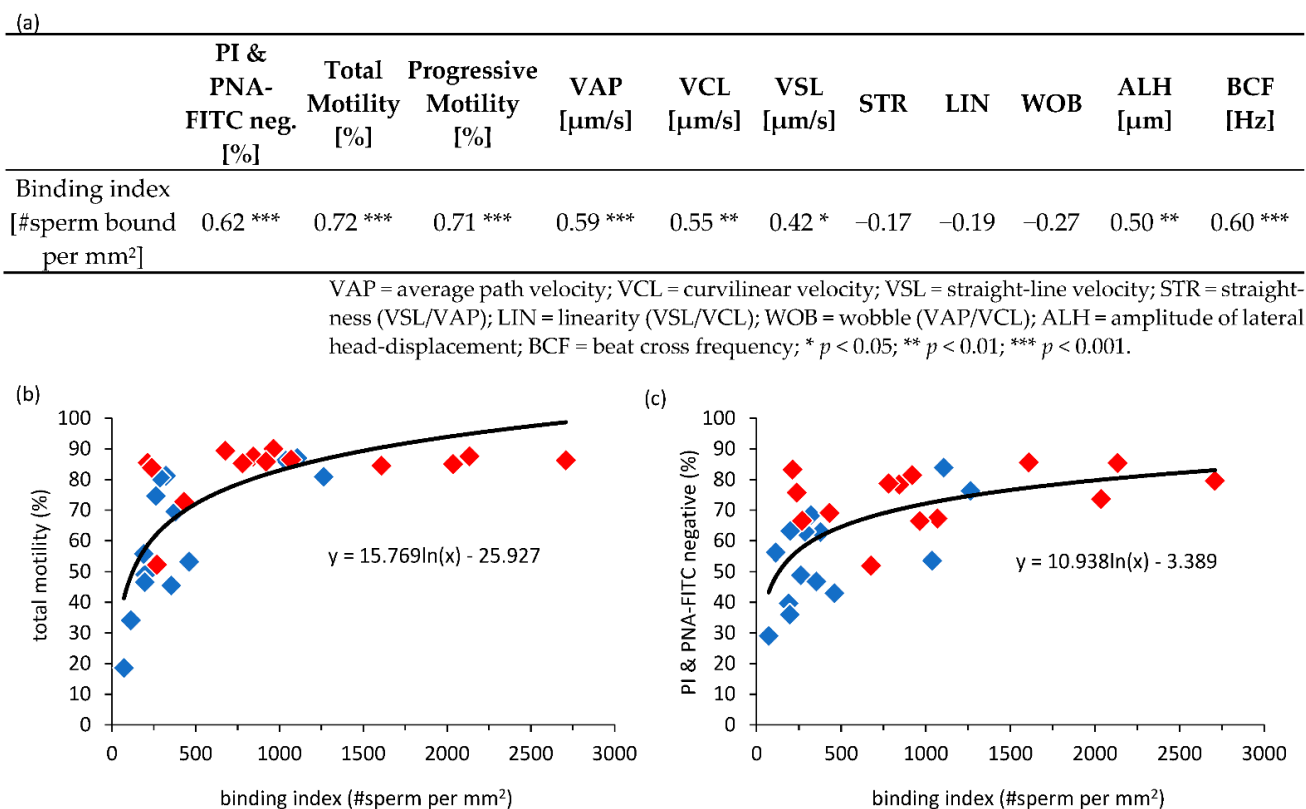 (a)
PI & PNA-FITC neg. [%] Total Motility [%] Progressive Motility [%] VAP [µm/s] VCL [µm/s] VSL [µm/s] STR LIN WOB ALH [µm] BCF [Hz]
Binding index [#sperm bound per mm²] 0.62 *** 0.72 *** 0.71 *** 0.59 *** 0.55 ** 0.42 * −0.17 −0.19 −0.27 0.50 ** 0.60 ***
VAP = average path velocity; VCL = curvilinear velocity; VSL = straight-line velocity; STR = straight-
ness (VSL/VAP); LIN = linearity (VSL/VCL); WOB = wobble (VAP/VCL); ALH = amplitude of lateral
head-displacement; BCF = beat cross frequency; * p < 0.05; ** p < 0.01; *** p < 0.001.
(b)
total motility (%)
100
90
80
70
60
50
40
30
20
10
0
y = 15.769ln(x) - 25.927
0 500 1000 1500 2000 2500 3000
binding index (#sperm per mm²)
(c)
PI & PNA-FITC negative (%)
100
90
80
70
60
50
40
30
20
10
0
y = 10.938ln(x) - 3.389
0 500 1000 1500 2000 2500 3000
binding index (#sperm per mm²)